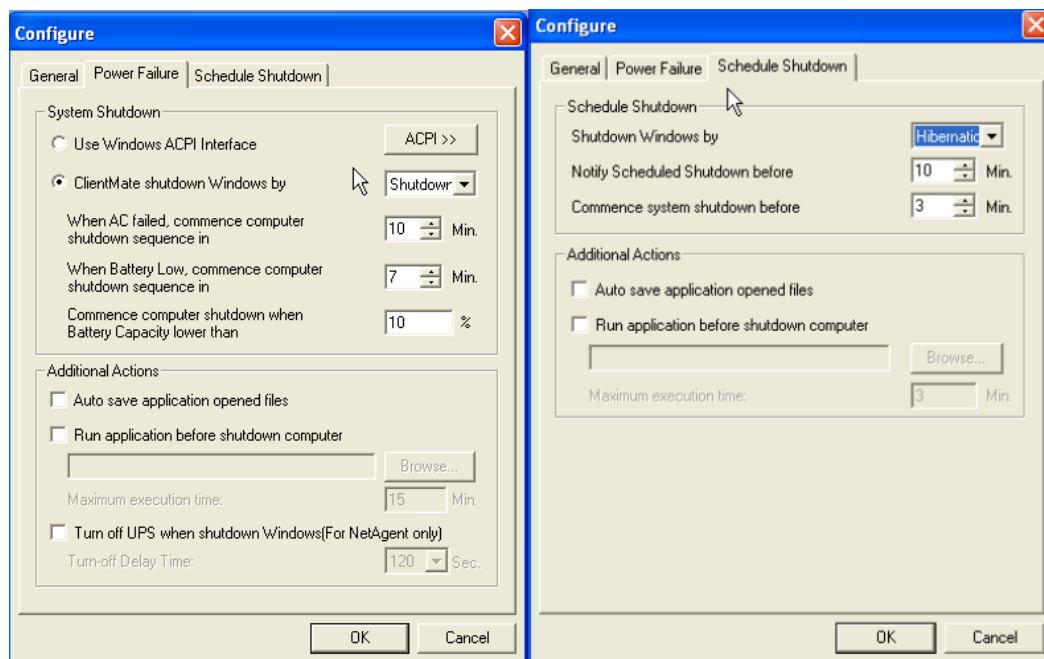 Configure
General
Power Failure
Schedule Shutdown
System Shutdown
Use Windows ACPI Interface
ACPI >>
ClientMate shutdown Windows by
Shutdowr
When AC failed, commence computer
shutdown sequence in
10
Min.
When Battery Low, commence computer
shutdown sequence in
7
Min.
Commence computer shutdown when
Battery Capacity lower than
10
%
Additional Actions
Auto save application opened files
Run application before shutdown computer
Browse...
Maximum execution time:
15
Min.
Turn off UPS when shutdown Windows(For NetAgent only)
Turn-off Delay Time:
120
Sec.
OK
Cancel
Configure
General
Power Failure
Schedule Shutdown
Schedule Shutdown
Shutdown Windows by
Hibernatic
Notify Scheduled Shutdown before
10
Min.
Commence system shutdown before
3
Min.
Additional Actions
Auto save application opened files
Run application before shutdown computer
Browse...
Maximum execution time:
3
Min.
OK
Cancel